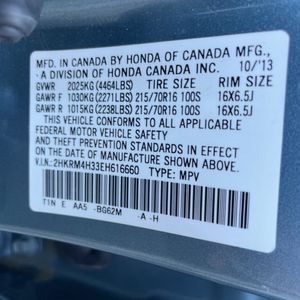 MFD. IN CANADA BY HONDA OF CANADA MFG.,
-A DIVISION OF HONDA CANADA INC. 10/'13
GVWR 2025KG(4464LBS) TIRE SIZE RIM SIZE
GAWR F 1030KG(2271LBS) 215/70R16 100S 16X6.5J
GAWR R 1015KG(2238LBS) 215/70R16 100S 16X6.5J
THIS VEHICLE CONFORMS TO ALL APPLICABLE
FEDERAL MOTOR VEHICLE SAFETY, BUMPER, AND
THEFT PREVENTION STANDARDS IN EFFECT ON
THE DATE OF MANUFACTURE SHOWN ABOVE.
V.I.N.: 2HKRM4H33EH616660 TYPE: MPV
T1N E AA5 -BG62M -A -H